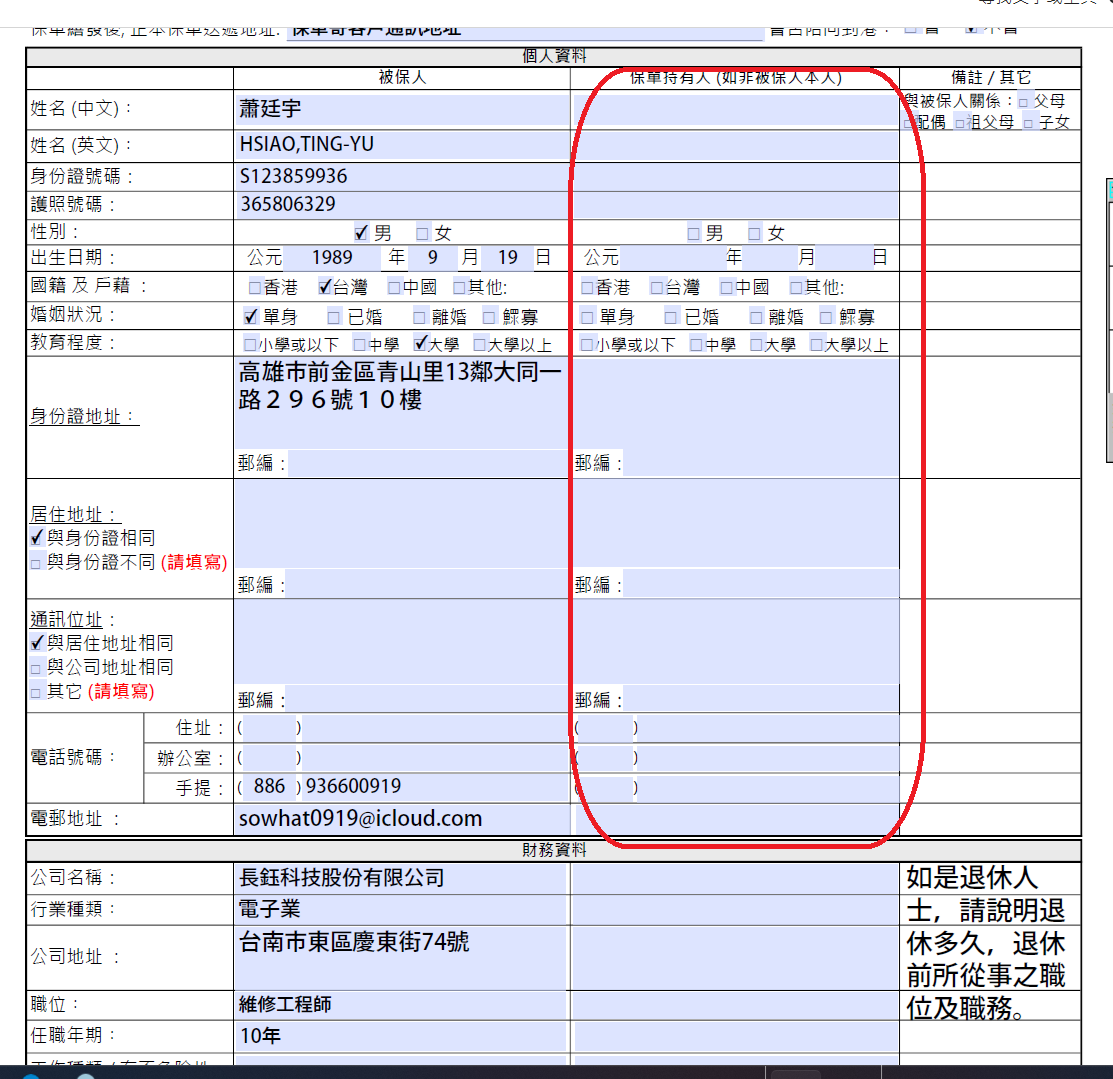 保單繕發後, 正本保單送遞地址: 保單寄客戶通訊地址
個人資料
被保人 保單持有人 (如非被保人本人) 備註 / 其它
姓名 (中文)： 蕭廷宇 與被保人關係：□ 父母
□配偶 □祖父母 □ 子女
姓名 (英文)： HSIAO,TING-YU
身份證號碼： S123859936
護照號碼： 365806329
性別： ✓ 男 □ 女 □ 男 □ 女
出生日期： 公元 1989 年 9 月 19 日 公元 年 月 日
國籍 及 戶藉 ： □香港 ✓台灣 □中國 □其他: □香港 □台灣 □中國 □其他:
婚姻狀況： ✓ 單身 □ 已婚 □ 離婚 □ 鰥寡 □ 單身 □ 已婚 □ 離婚 □ 鰥寡
教育程度： □小學或以下 □中學 ✓大學 □大學以上 □小學或以下 □中學 □大學 □大學以上
高雄市前金區青山里13鄰大同一
路２９６號１０樓
身份證地址：
郵編： 郵編：
居住地址：
✓與身份證相同
□與身份證不同 (請填寫)
郵編： 郵編：
通訊位址：
✓與居住地址相同
□與公司地址相同
□其它 (請填寫)
郵編： 郵編：
電話號碼：
住址： ( ) ( )
辦公室： ( ) ( )
手提： ( 886 ) 936600919 ( )
電郵地址 ： sowhat0919@icloud.com
財務資料
公司名稱： 長鈺科技股份有限公司 如是退休人
行業種類： 電子業 士，請說明退
公司地址 ： 台南市東區慶東街74號 休多久，退休
前所從事之職
職位： 維修工程師 位及職務。
任職年期： 10年